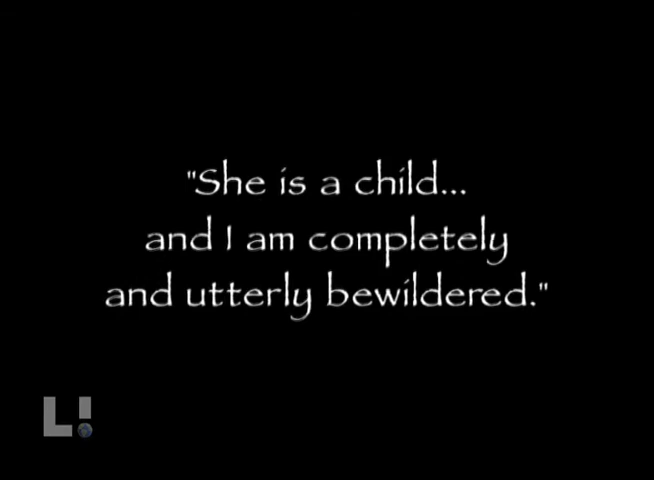 "She is a child...
and I am completely
and utterly bewildered."
L!